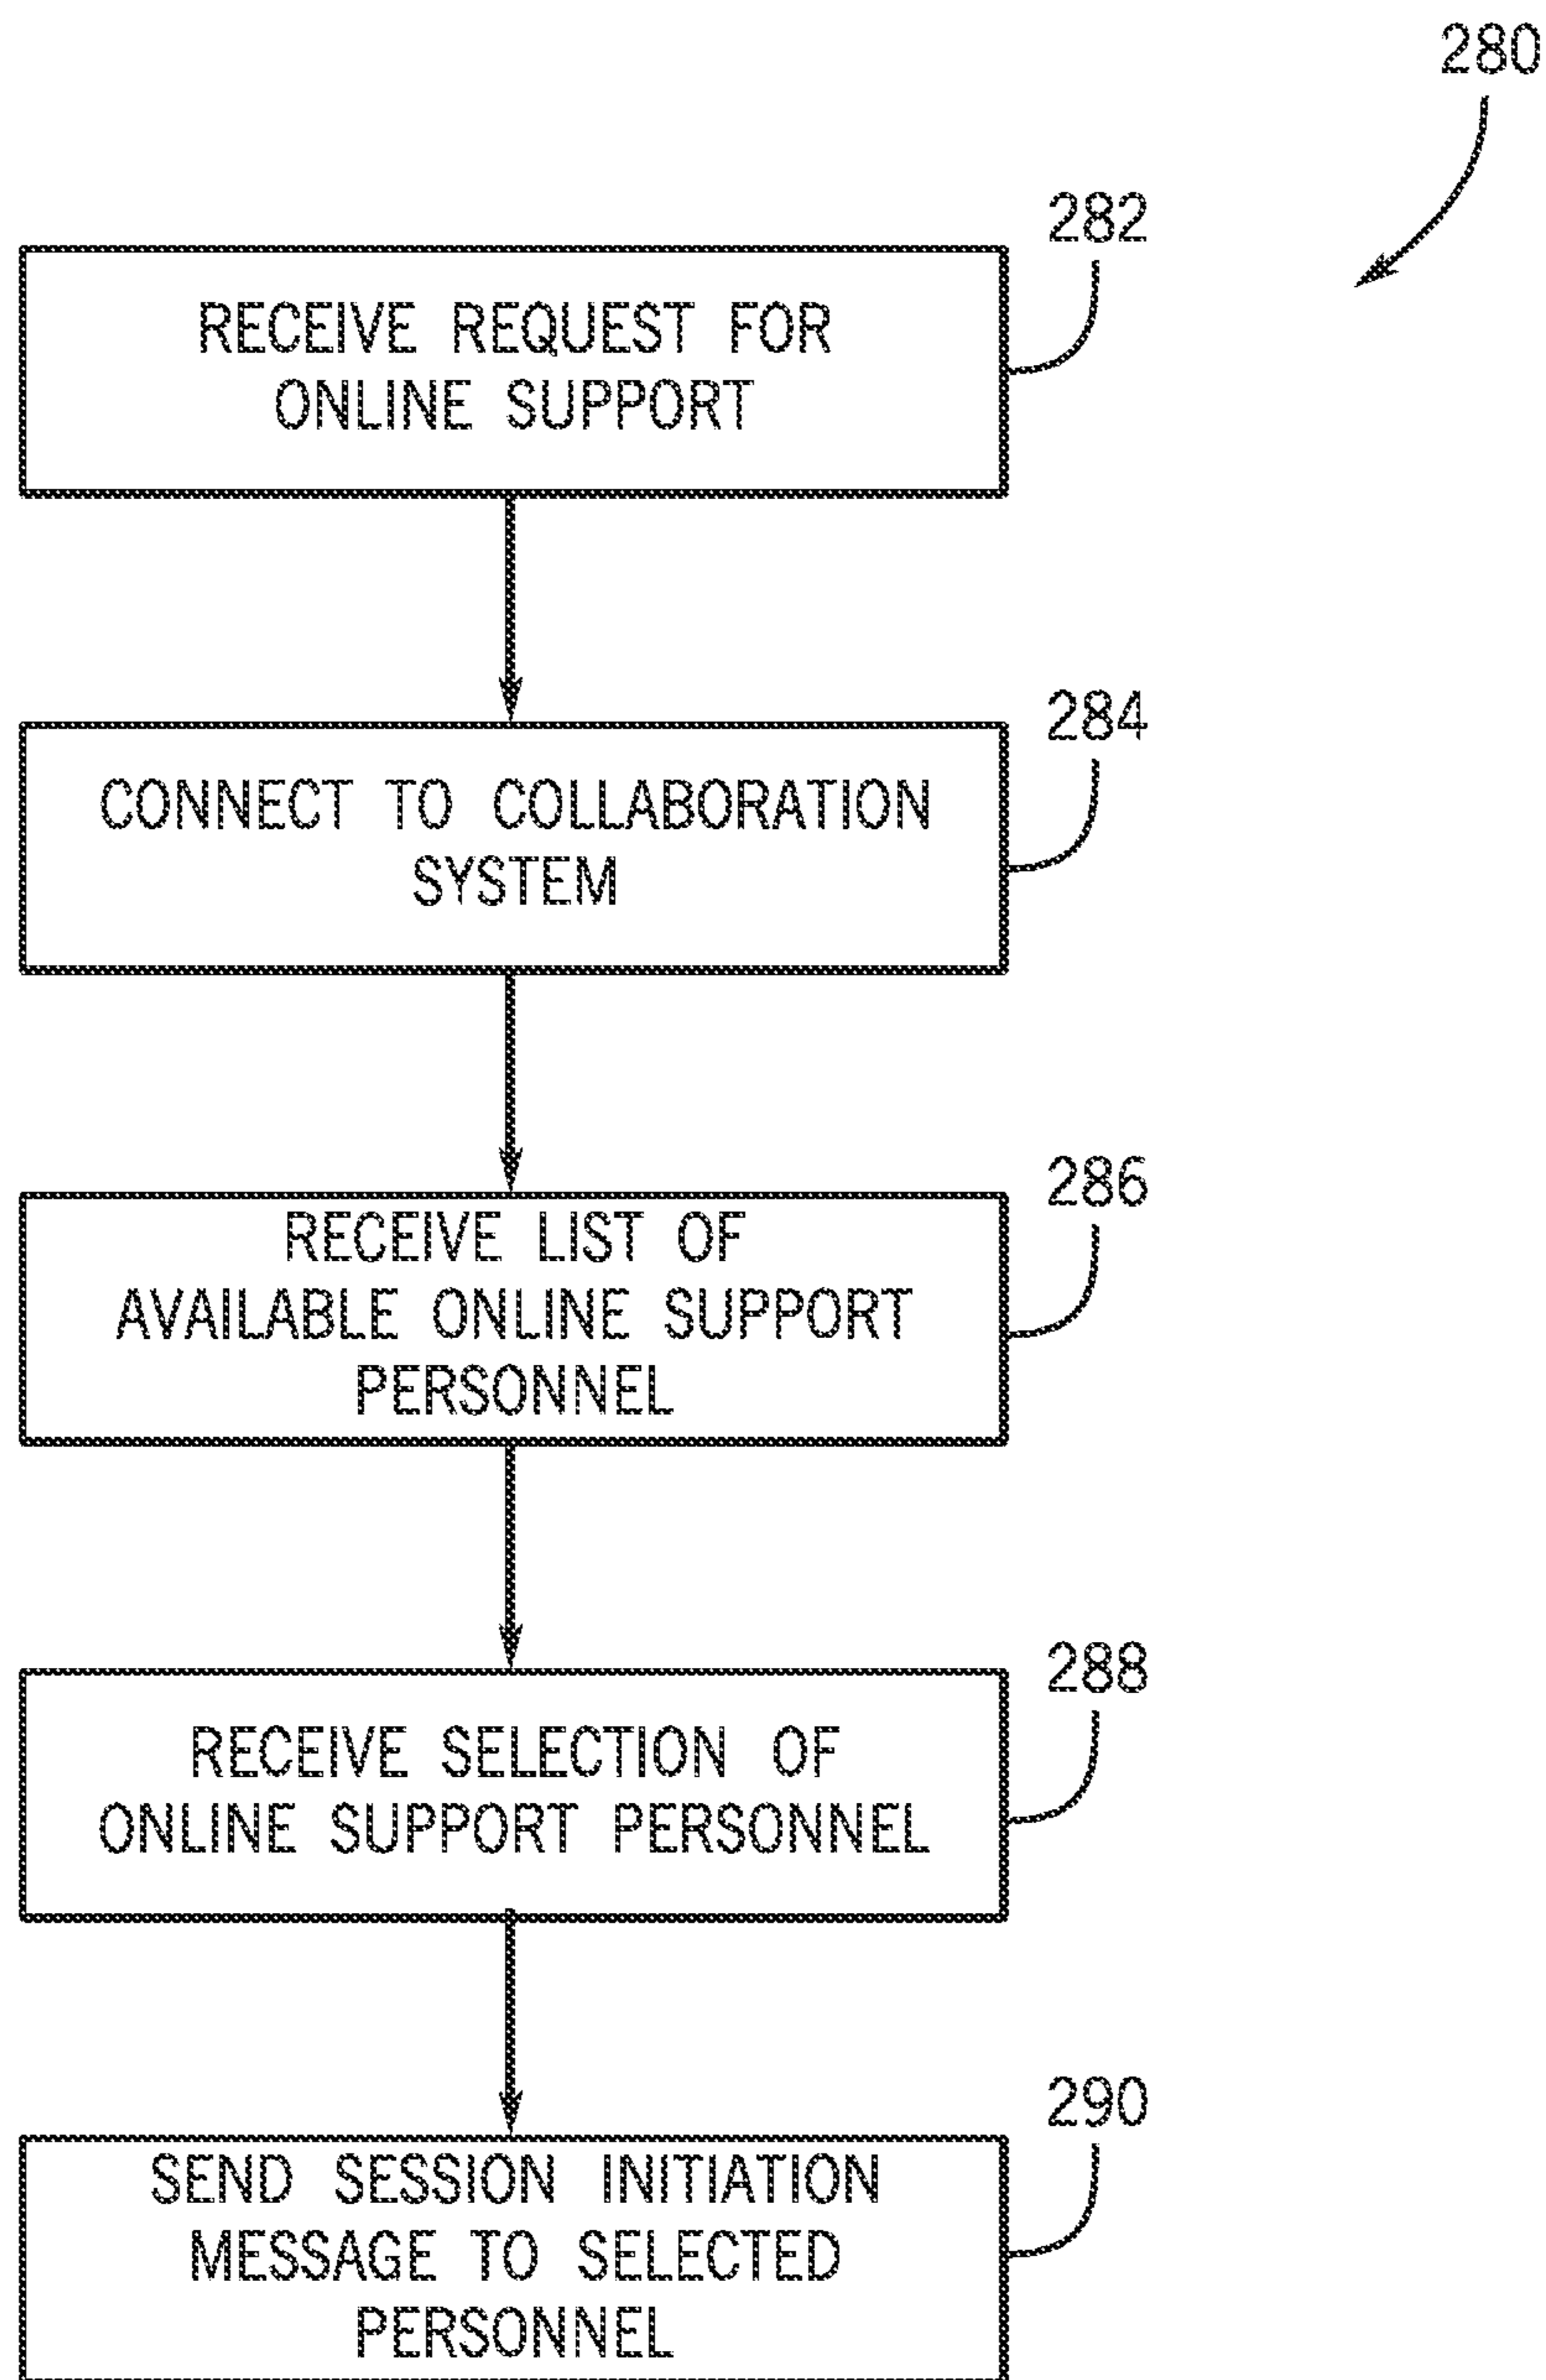 280
282
RECEIVE REQUEST FOR
ONLINE SUPPORT
284
CONNECT TO COLLABORATION
SYSTEM
286
RECEIVE LIST OF
AVAILABLE ONLINE SUPPORT
PERSONNEL
288
RECEIVE SELECTION OF
ONLINE SUPPORT PERSONNEL
290
SEND SESSION INITIATION
MESSAGE TO SELECTED
PERSONNEL